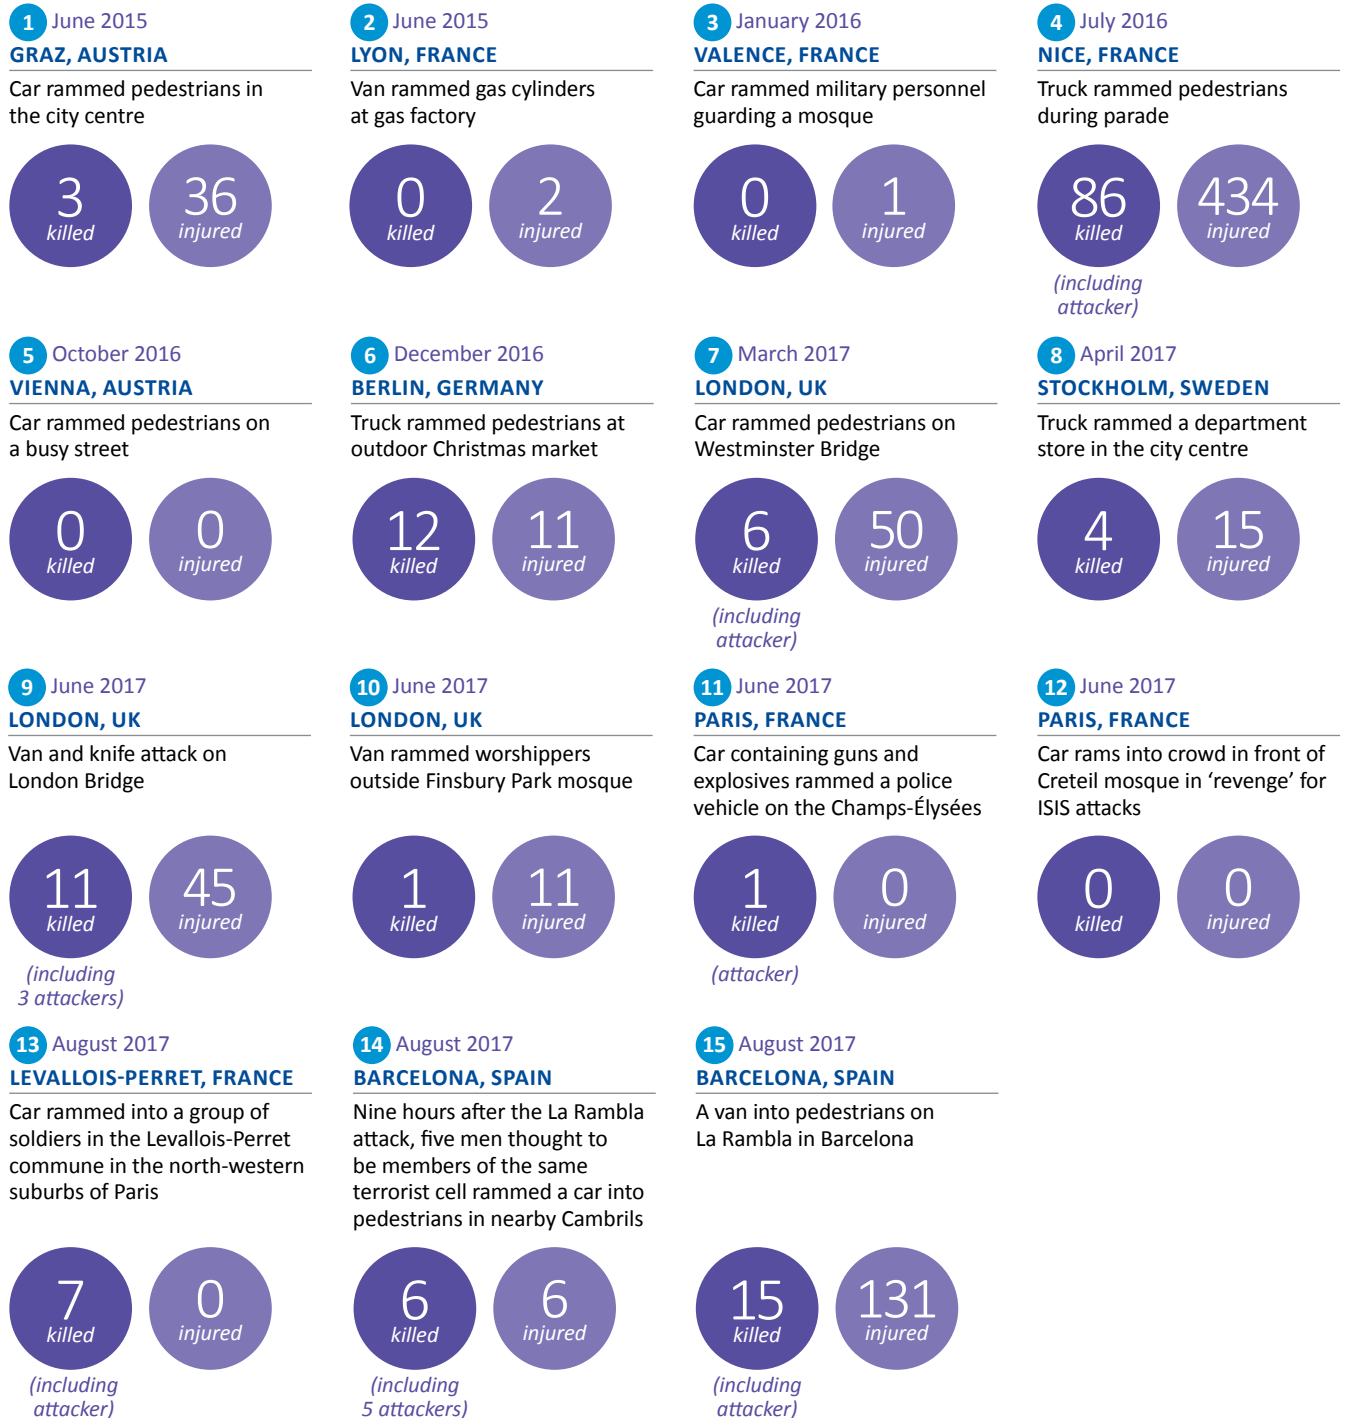 1 June 2015
GRAZ, AUSTRIA
Car rammed pedestrians in
the city centre
3
killed
36
injured
2 June 2015
LYON, FRANCE
Van rammed gas cylinders
at gas factory
0
killed
2
injured
3 January 2016
VALENCE, FRANCE
Car rammed military personnel
guarding a mosque
0
killed
1
injured
4 July 2016
NICE, FRANCE
Truck rammed pedestrians
during parade
86
killed
434
injured
(including
attacker)
5 October 2016
VIENNA, AUSTRIA
Car rammed pedestrians on
a busy street
0
killed
0
injured
6 December 2016
BERLIN, GERMANY
Truck rammed pedestrians at
outdoor Christmas market
12
killed
11
injured
7 March 2017
LONDON, UK
Car rammed pedestrians on
Westminster Bridge
6
killed
50
injured
(including
attacker)
8 April 2017
STOCKHOLM, SWEDEN
Truck rammed a department
store in the city centre
4
killed
15
injured
9 June 2017
LONDON, UK
Van and knife attack on
London Bridge
11
killed
45
injured
(including
3 attackers)
10 June 2017
LONDON, UK
Van rammed worshippers
outside Finsbury Park mosque
1
killed
11
injured
11 June 2017
PARIS, FRANCE
Car containing guns and
explosives rammed a police
vehicle on the Champs-Élysées
1
killed
0
injured
(attacker)
12 June 2017
PARIS, FRANCE
Car rams into crowd in front of
Creteil mosque in ‘revenge’ for
ISIS attacks
0
killed
0
injured
13 August 2017
LEVALLOIS-PERRET, FRANCE
Car rammed into a group of
soldiers in the Levallois-Perret
commune in the north-western
suburbs of Paris
7
killed
0
injured
(including
attacker)
14 August 2017
BARCELONA, SPAIN
Nine hours after the La Rambla
attack, five men thought to
be members of the same
terrorist cell rammed a car into
pedestrians in nearby Cambrils
6
killed
6
injured
(including
5 attackers)
15 August 2017
BARCELONA, SPAIN
A van into pedestrians on
La Rambla in Barcelona
15
killed
131
injured
(including
attacker)